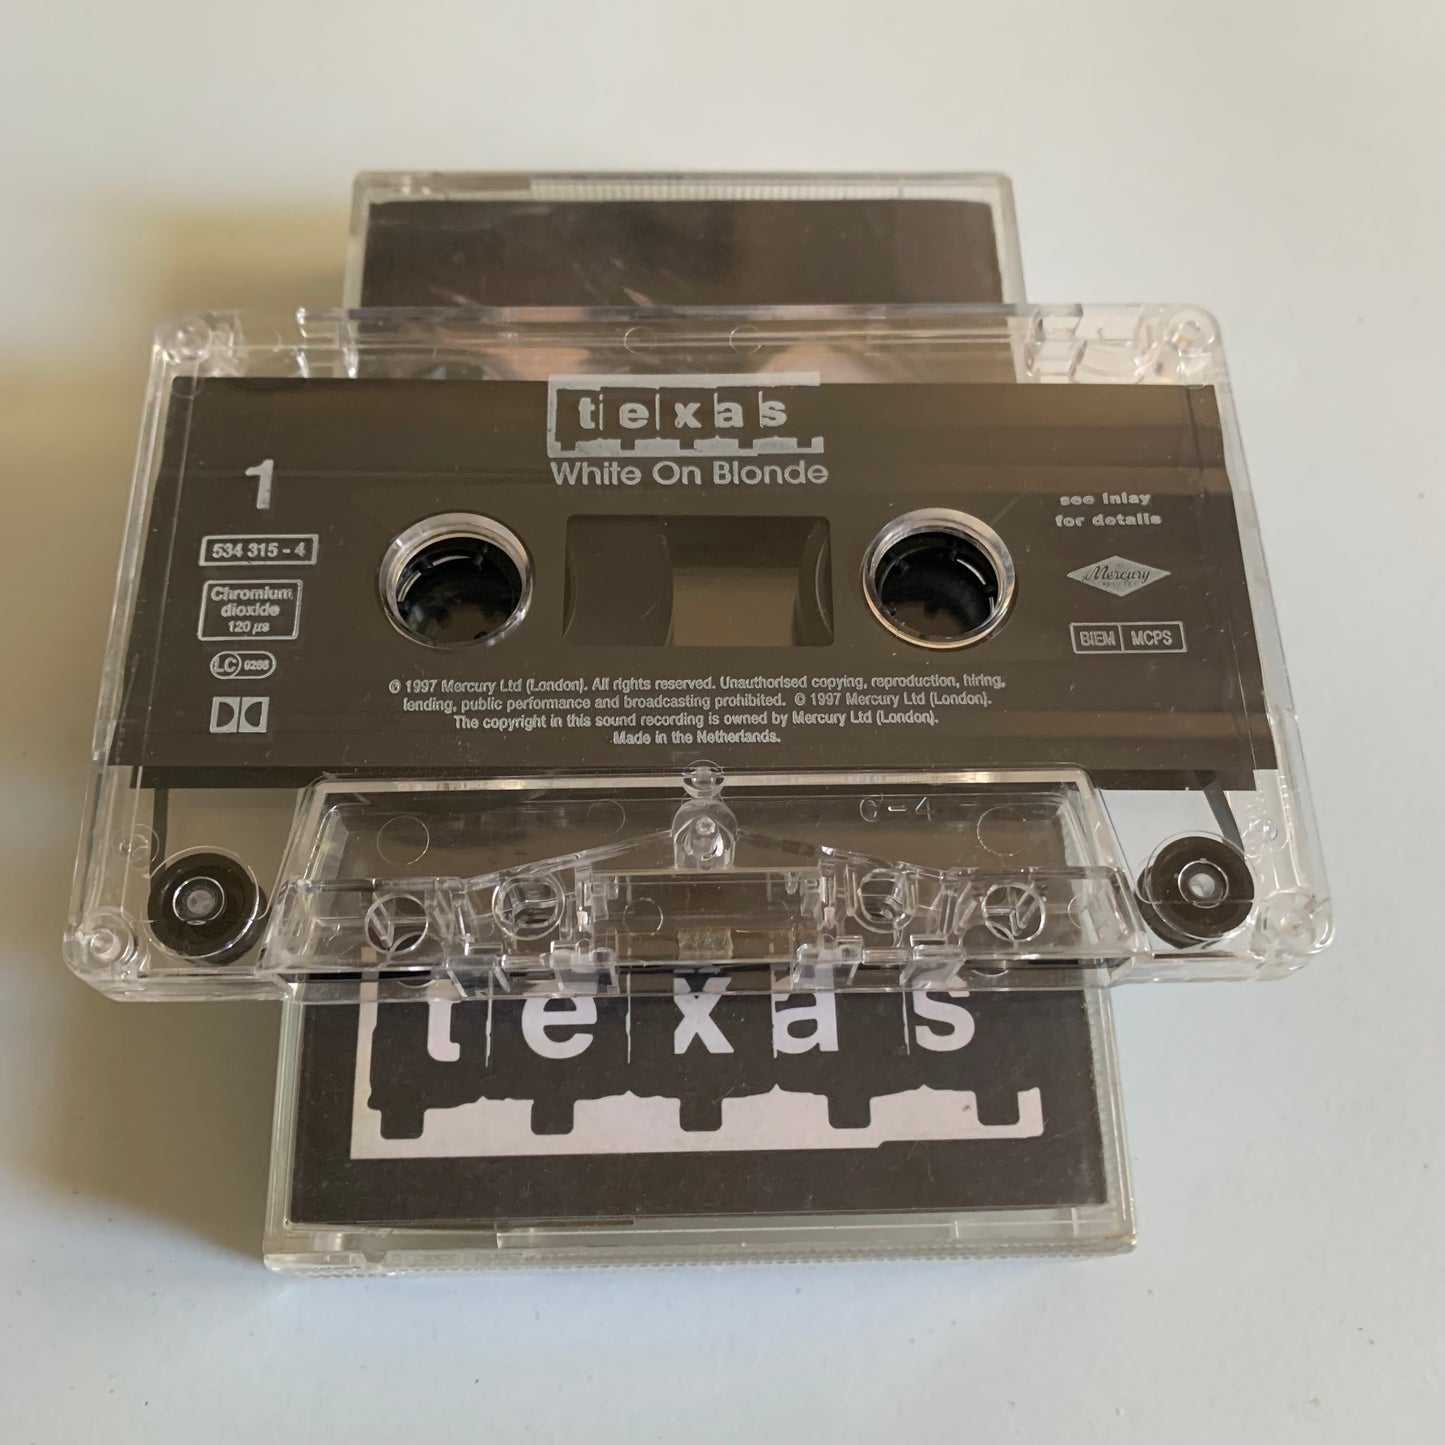 texas
White On Blonde
1
see inlay
for details
534 315 - 4
Chromium
dioxide
120 µs
Mercury
BIEM MCPS
LC
℗ 1997 Mercury Ltd (London). All rights reserved. Unauthorised copying, reproduction, hiring,
lending, public performance and broadcasting prohibited. © 1997 Mercury Ltd (London).
The copyright in this sound recording is owned by Mercury Ltd (London).
Made in the Netherlands.
G-4
texas